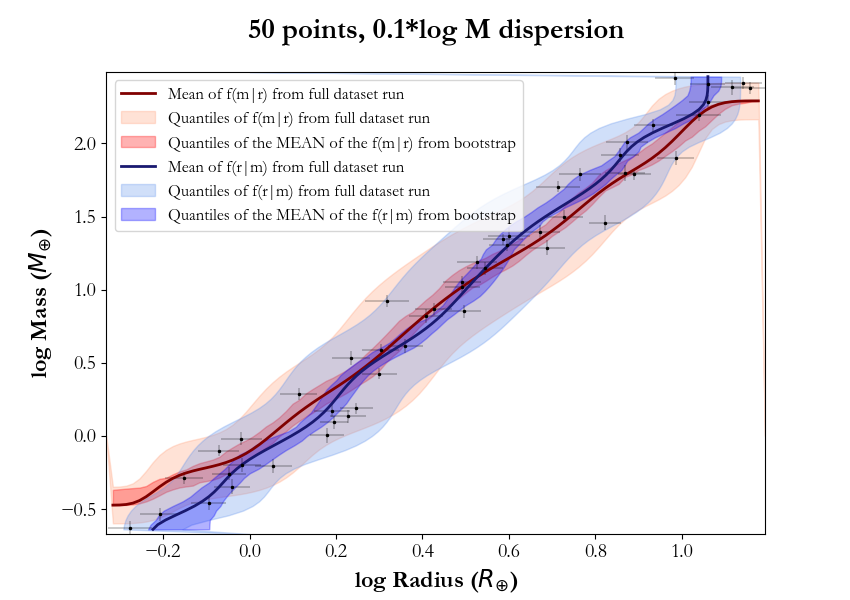 50 points, 0.1*log M dispersion
Mean of f(m|r) from full dataset run
Quantiles of f(m|r) from full dataset run
Quantiles of the MEAN of the f(m|r) from bootstrap
Mean of f(r|m) from full dataset run
Quantiles of f(r|m) from full dataset run
Quantiles of the MEAN of the f(r|m) from bootstrap
log Mass (M⊕)
2.0
1.5
1.0
0.5
0.0
−0.5
−0.2 0.0 0.2 0.4 0.6 0.8 1.0
log Radius (R⊕)